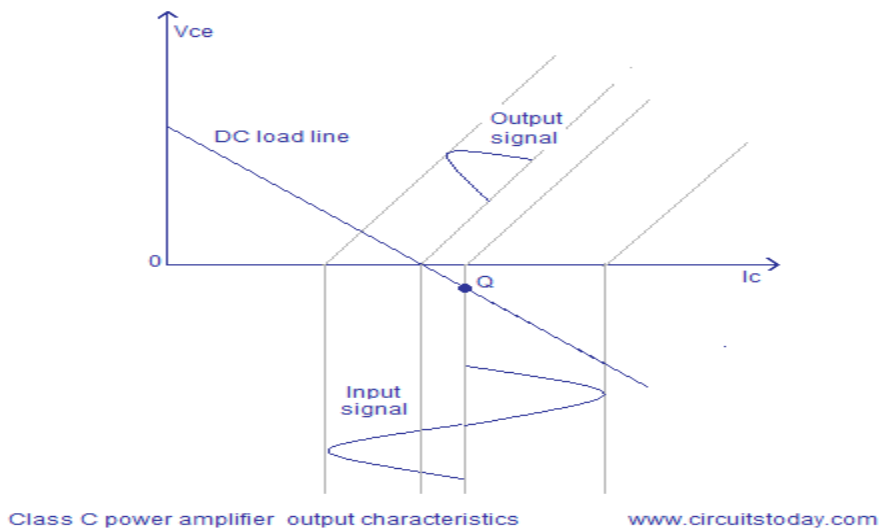 Vce
DC load line
Output
signal
0
Q
Ic
Input
signal
Class C power amplifier output characteristics
www.circuitstoday.com